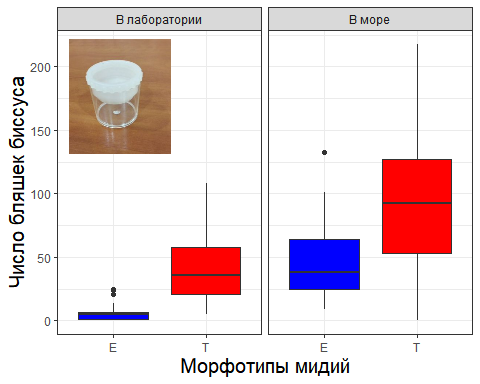 В лаборатории
В море
Число бляшек биссуса
200
150
100
50
0
E
T
E
T
Морфотипы мидий